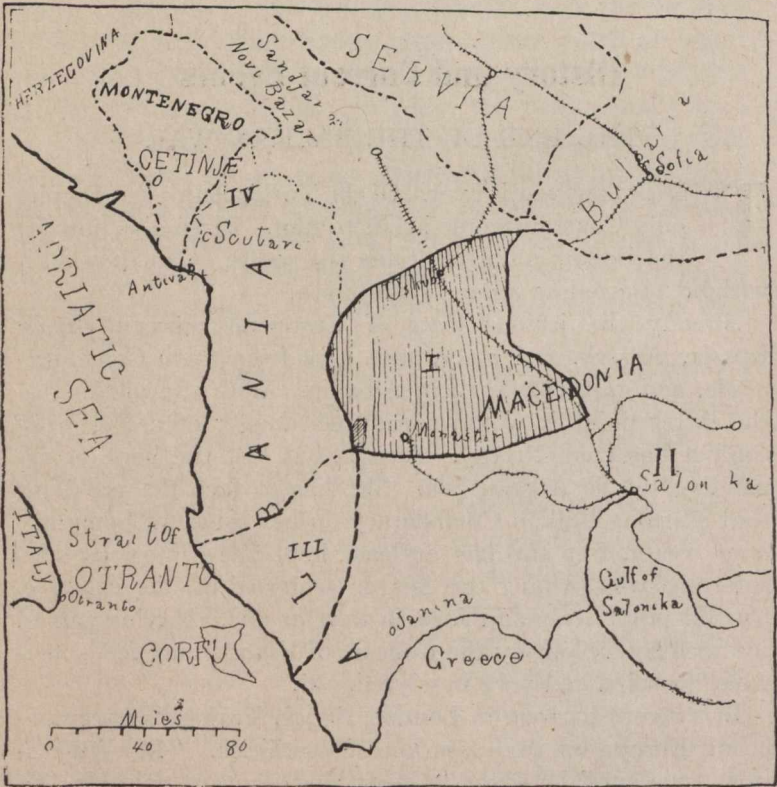 HERZEGOVINA
MONTENEGRO
CETINJE
Sandjak
Novi Bazar
SERVIA
Bulgaria
Sofia
IV
Scutari
Antivari
ADRIATIC
SEA
ALBANIA
Uskub
I
MACEDONIA
Monastir
II
Salonika
III
ITALY
Strait Of
OTRANTO
Otranto
CORFU
Janina
Greece
Gulf of
Salonika
Miles
0 40 80